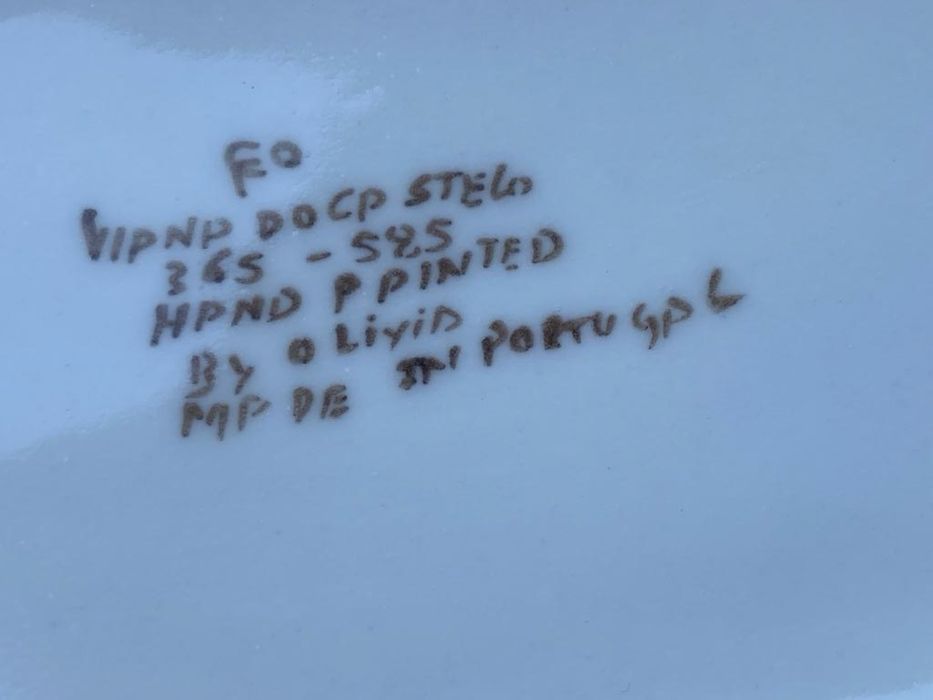 FO
VIANA DO CASTELO
365 - 585
HAND PAINTED
BY OLIVIA
MADE IN PORTUGAL